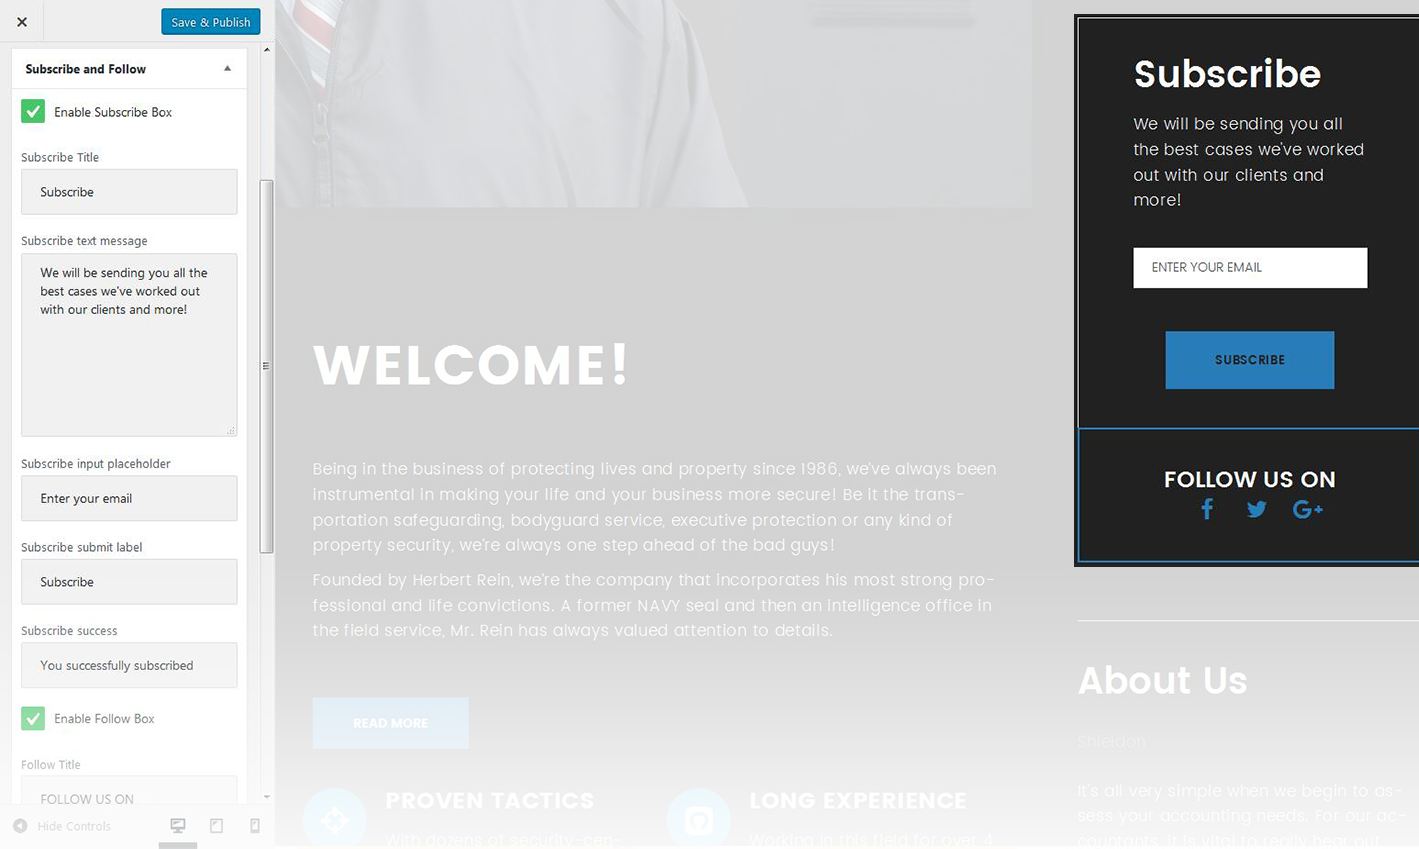 Save & Publish
Subscribe and Follow
Enable Subscribe Box
Subscribe Title
Subscribe
Subscribe text message
We will be sending you all the
best cases we've worked out
with our clients and more!
Subscribe input placeholder
Enter your email
Subscribe submit label
Subscribe
Subscribe success
You successfully subscribed
Enable Follow Box
Follow Title
FOLLOW US ON
Hide Controls
WELCOME!
Being in the business of protecting lives and property since 1986, we've always been
instrumental in making your life and your business more secure! Be it the trans-
portation safeguarding, bodyguard service, executive protection or any kind of
property security, we're always one step ahead of the bad guys!
Founded by Herbert Rein, we're the company that incorporates his most strong pro-
fessional and life convictions. A former NAVY seal and then an intelligence office in
the field service, Mr. Rein has always valued attention to details.
READ MORE
PROVEN TACTICS
With dozens of security-cen-
LONG EXPERIENCE
Working in this field for over 4
Subscribe
We will be sending you all
the best cases we've worked
out with our clients and
more!
ENTER YOUR EMAIL
SUBSCRIBE
FOLLOW US ON
About Us
Shieldon
It's all very simple when we begin to as-
sess your accounting needs. For our ac-
countants, it is vital to really hear out